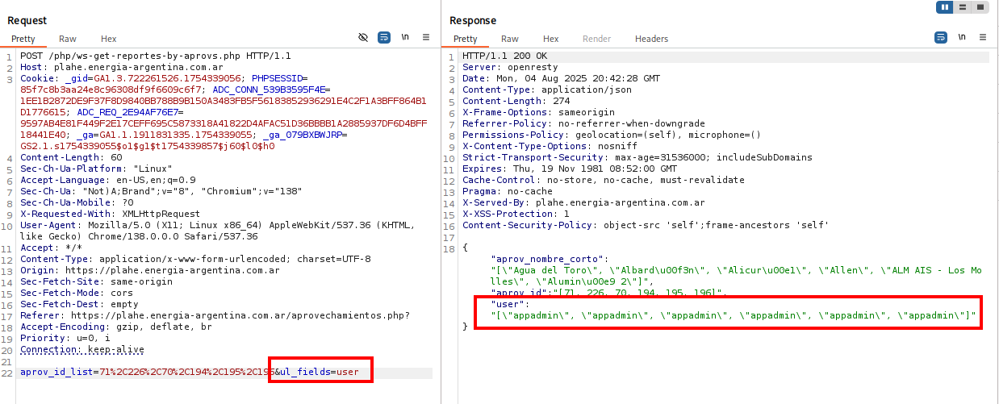 Request
Pretty Raw Hex \n
1 POST /php/ws-get-reportes-by-aprovs.php HTTP/1.1
2 Host: plahe.energia-argentina.com.ar
3 Cookie: _gid=GA1.3.722261526.1754339056; PHPSESSID=
85f7c8b3aa24e8c96308df9f6609c6f7; ADC_CONN_539B3595F4E=
1EE1B2872DE9F37F8D9840BB788B9B150A3483FB5F56183852936291E4C2F1A3BFF864B1
D1776615; ADC_REQ_2E94AF76E7=
9597AB4E81F449F2E17CEFF695C5873318A41822D4AFAC51D36BBBB1A2885937DF6D4BFF
18441E40; _ga=GA1.1.1911831335.1754339055; _ga_079BXBWJRP=
GS2.1.s1754339055$o1$g1$t1754339857$j60$l0$h0
4 Content-Length: 60
5 Sec-Ch-Ua-Platform: "Linux"
6 Accept-Language: en-US,en;q=0.9
7 Sec-Ch-Ua: "Not)A;Brand";v="8", "Chromium";v="138"
8 Sec-Ch-Ua-Mobile: ?0
9 X-Requested-With: XMLHttpRequest
10 User-Agent: Mozilla/5.0 (X11; Linux x86_64) AppleWebKit/537.36 (KHTML,
like Gecko) Chrome/138.0.0.0 Safari/537.36
11 Accept: */*
12 Content-Type: application/x-www-form-urlencoded; charset=UTF-8
13 Origin: https://plahe.energia-argentina.com.ar
14 Sec-Fetch-Site: same-origin
15 Sec-Fetch-Mode: cors
16 Sec-Fetch-Dest: empty
17 Referer: https://plahe.energia-argentina.com.ar/aprovechamientos.php?
18 Accept-Encoding: gzip, deflate, br
19 Priority: u=0, i
20 Connection: keep-alive
21
22 aprov_id_list=71%2C226%2C70%2C194%2C195%2C196&ul_fields=user
Response
Pretty Raw Hex Render Headers \n
1 HTTP/1.1 200 OK
2 Server: openresty
3 Date: Mon, 04 Aug 2025 20:42:28 GMT
4 Content-Type: application/json
5 Content-Length: 274
6 X-Frame-Options: sameorigin
7 Referrer-Policy: no-referrer-when-downgrade
8 Permissions-Policy: geolocation=(self), microphone=()
9 X-Content-Type-Options: nosniff
10 Strict-Transport-Security: max-age=31536000; includeSubDomains
11 Expires: Thu, 19 Nov 1981 08:52:00 GMT
12 Cache-Control: no-store, no-cache, must-revalidate
13 Pragma: no-cache
14 X-Served-By: plahe.energia-argentina.com.ar
15 X-XSS-Protection: 1
16 Content-Security-Policy: object-src 'self';frame-ancestors 'self'
17
18 {
"aprov_nombre_corto":
"[\"Agua del Toro\", \"Albard\u00f3n\", \"Alicur\u00e1\", \"Allen\", \"ALM AIS - Los Mo
lles\", \"Alumin\u00e9 2\"]",
"aprov_id":"[71, 226, 70, 194, 195, 196]",
"user":
"[\"appadmin\", \"appadmin\", \"appadmin\", \"appadmin\", \"appadmin\", \"appadmin\"]"
}